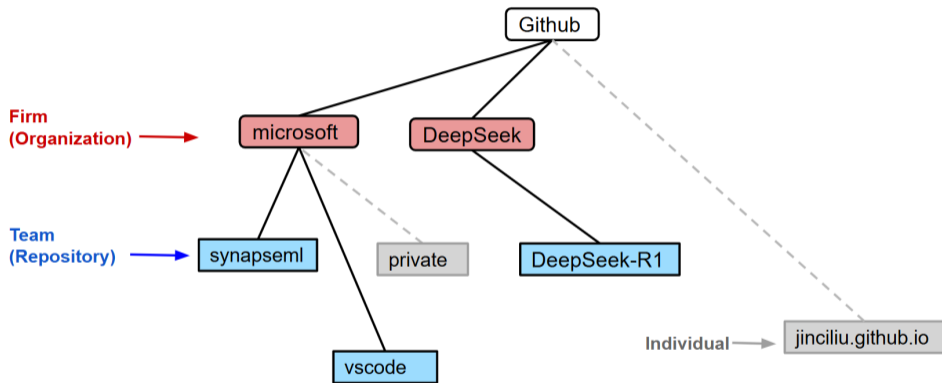 Github
Firm
(Organization)
microsoft
DeepSeek
Team
(Repository)
synapseml
private
DeepSeek-R1
Individual
jinciliu.github.io
vscode